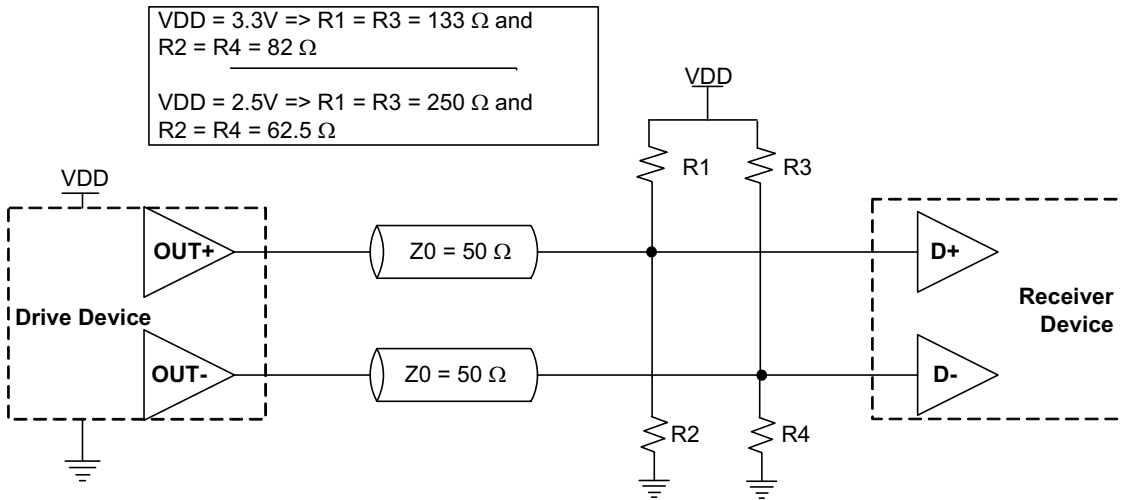 VDD = 3.3V => R1 = R3 = 133 Ω and
R2 = R4 = 82 Ω
VDD = 2.5V => R1 = R3 = 250 Ω and
R2 = R4 = 62.5 Ω
VDD
R1
R3
VDD
OUT+
Z0 = 50 Ω
D+
Drive Device
Receiver
Device
OUT-
Z0 = 50 Ω
D-
R2
R4